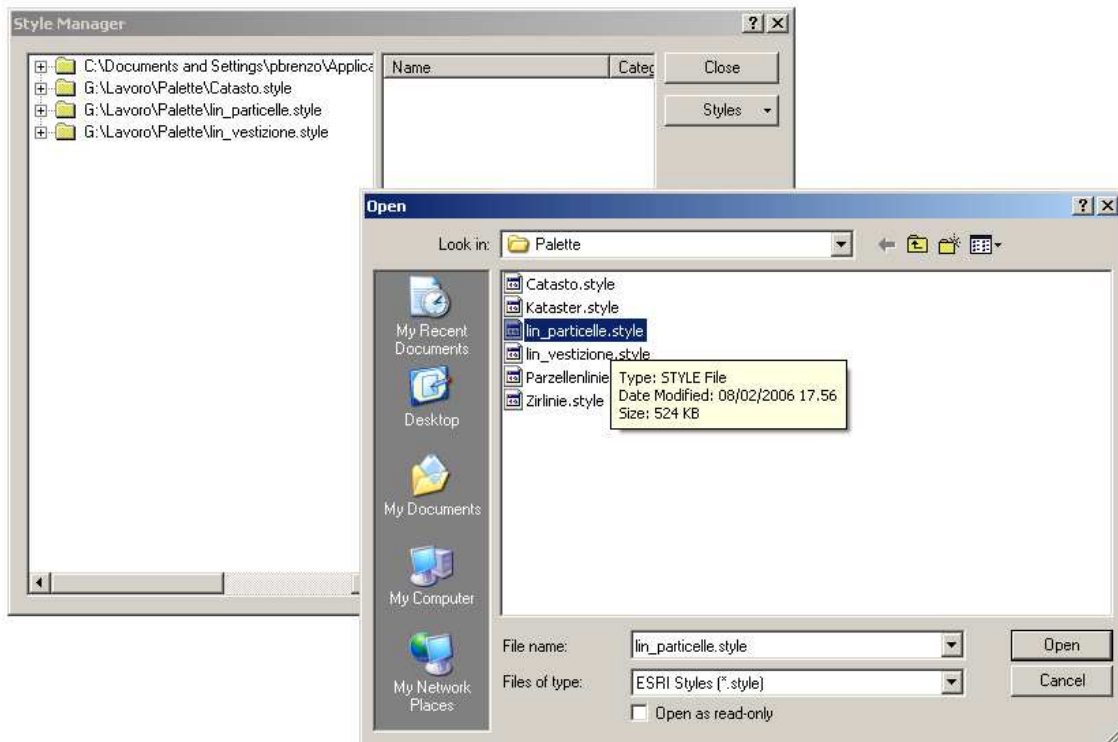 Style Manager
C:\Documents and Settings\pbrenzo\Applica
G:\Lavoro\Palette\Catasto.style
G:\Lavoro\Palette\lin_particelle.style
G:\Lavoro\Palette\lin_vestizione.style
Name Categ
Close
Styles
Open
Look in: Palette
My Recent Documents
Desktop
My Documents
My Computer
My Network Places
Catasto.style
Kataster.style
lin_particelle.style
lin_vestizione.style
Parzellenlinie
Zirlinie.style
Type: STYLE File
Date Modified: 08/02/2006 17.56
Size: 524 KB
File name: lin_particelle.style Open
Files of type: ESRI Styles (*.style) Cancel
Open as read-only